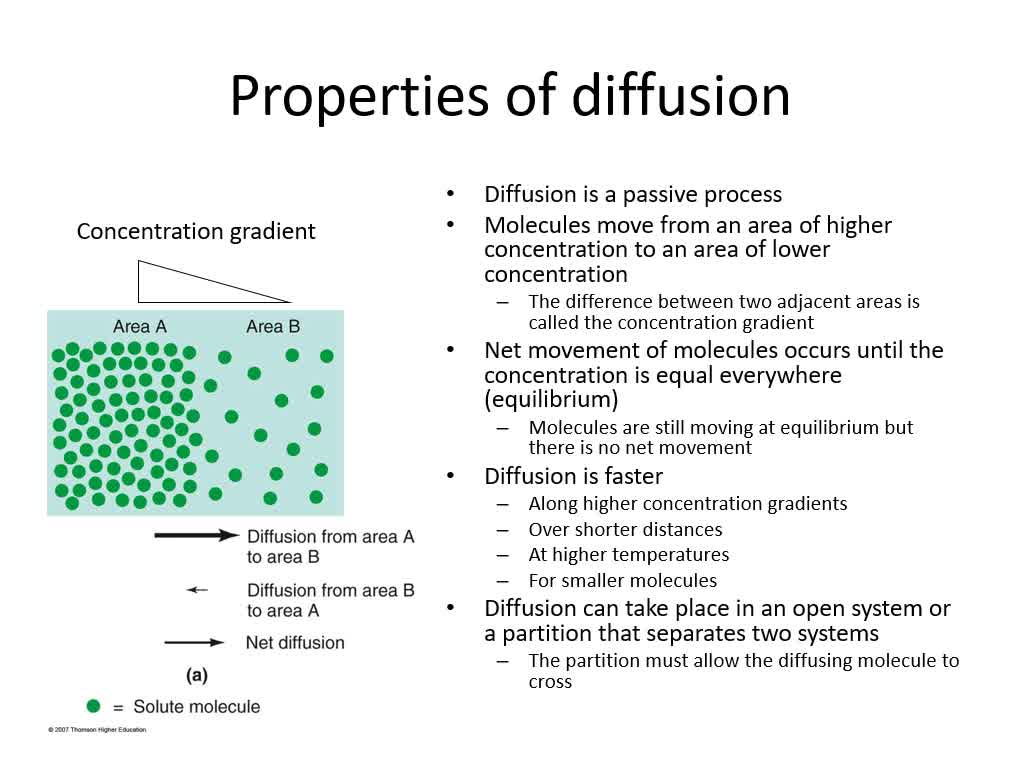 Properties of diffusion
Concentration gradient
Area A
Area B
Diffusion from area A
to area B
Diffusion from area B
to area A
Net diffusion
(a)
= Solute molecule
© 2007 Thomson Higher Education
• Diffusion is a passive process
• Molecules move from an area of higher
concentration to an area of lower
concentration
– The difference between two adjacent areas is
called the concentration gradient
• Net movement of molecules occurs until the
concentration is equal everywhere
(equilibrium)
– Molecules are still moving at equilibrium but
there is no net movement
• Diffusion is faster
– Along higher concentration gradients
– Over shorter distances
– At higher temperatures
– For smaller molecules
• Diffusion can take place in an open system or
a partition that separates two systems
– The partition must allow the diffusing molecule to
cross